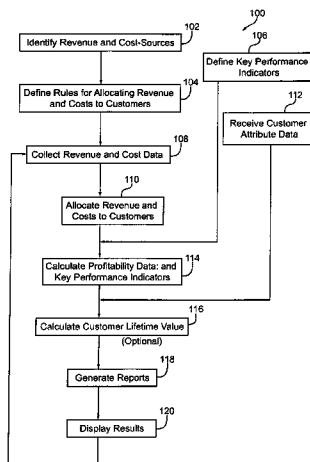 100
102
Identify Revenue and Cost-Sources
106
Define Key Performance
Indicators
104
Define Rules for Allocating Revenue
and Costs to Customers
112
Receive Customer
Attribute Data
108
Collect Revenue and Cost Data
110
Allocate Revenue and
Costs to Customers
114
Calculate Profitability Data: and
Key Performance Indicators
116
Calculate Customer Lifetime Value
(Optional)
118
Generate Reports
120
Display Results